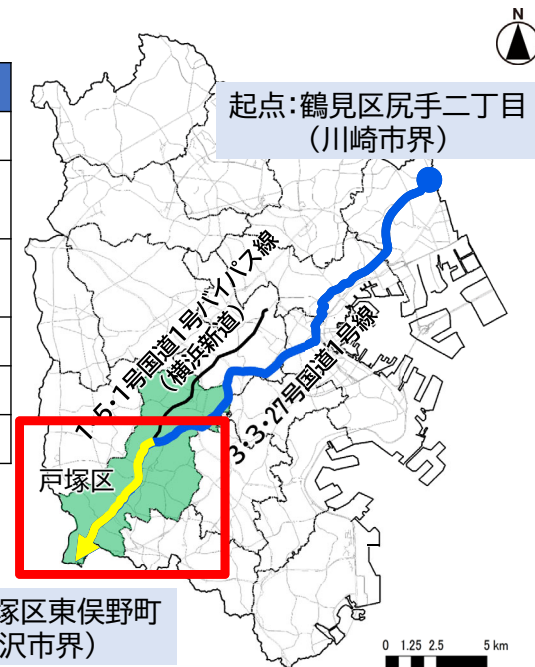 N
起点:鶴見区尻手二丁目
(川崎市界)
1・5・1号国道1号バイパス線
(横浜新道)
3・3・27号国道1号線
戸塚区
塚区東俣野町
沢市界)
0 1.25 2.5 5 km